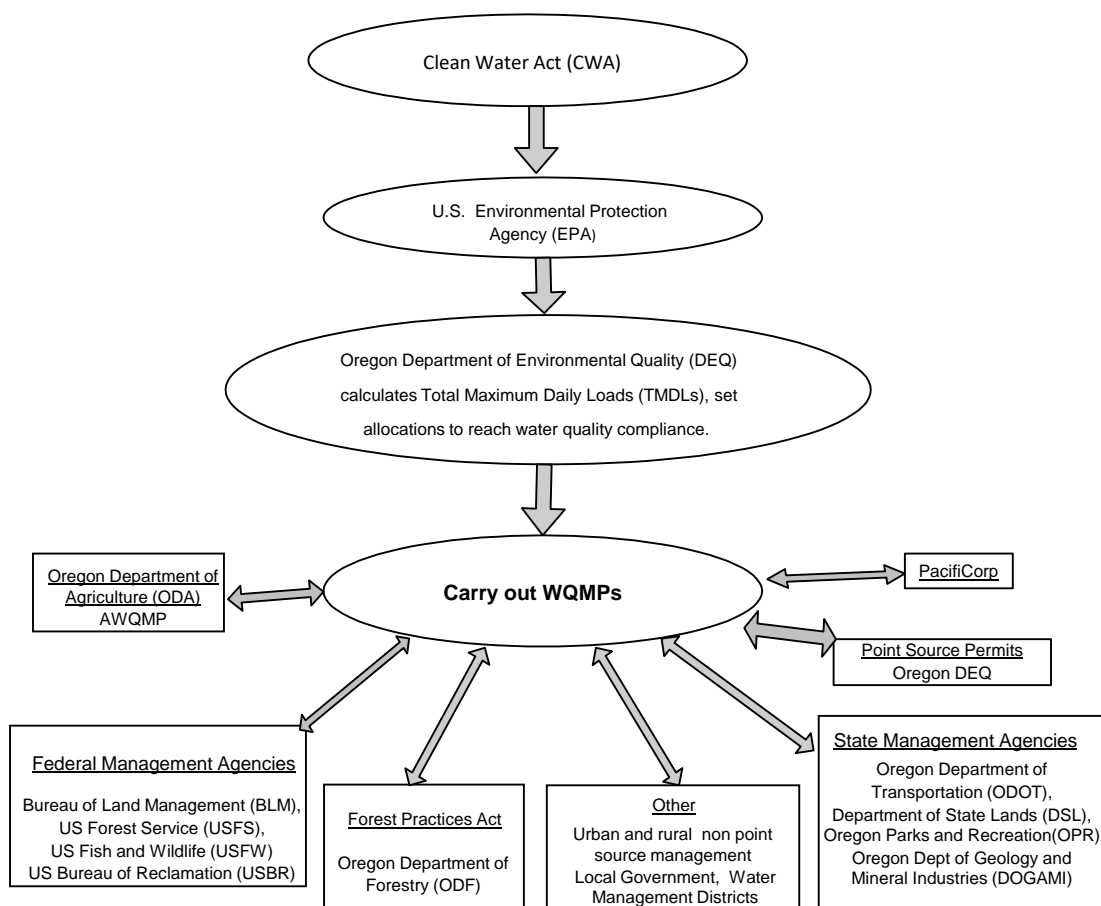 Clean Water Act (CWA)
U.S. Environmental Protection
Agency (EPA)
Oregon Department of Environmental Quality (DEQ)
calculates Total Maximum Daily Loads (TMDLs), set
allocations to reach water quality compliance.
Carry out WQMPs
Oregon Department of
Agriculture (ODA)
AWQMP
PacifiCorp
Point Source Permits
Oregon DEQ
Federal Management Agencies
Bureau of Land Management (BLM),
US Forest Service (USFS),
US Fish and Wildlife (USFW)
US Bureau of Reclamation (USBR)
Forest Practices Act
Oregon Department of
Forestry (ODF)
Other
Urban and rural non point
source management
Local Government, Water
Management Districts
State Management Agencies
Oregon Department of
Transportation (ODOT),
Department of State Lands (DSL),
Oregon Parks and Recreation(OPR)
Oregon Dept of Geology and
Mineral Industries (DOGAMI)